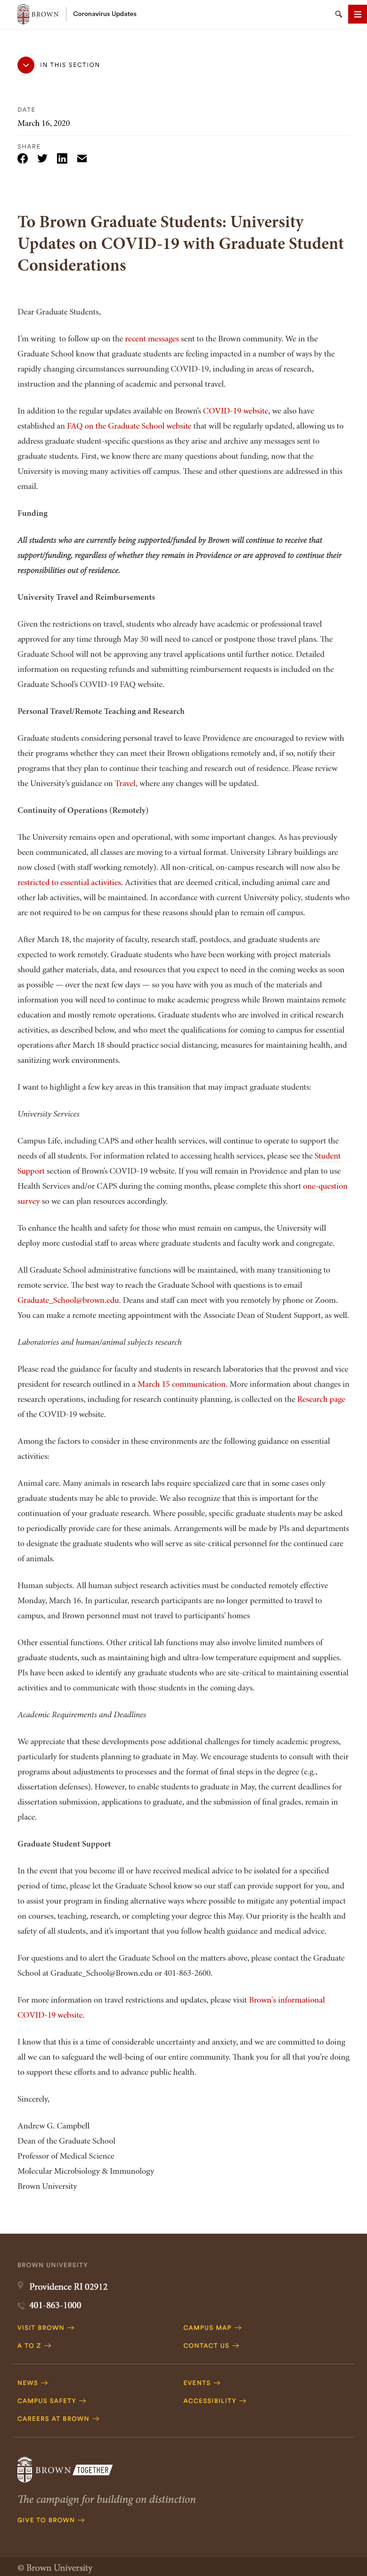 BROWN
Coronavirus Updates
IN THIS SECTION
DATE
March 16, 2020
SHARE
To Brown Graduate Students: University
Updates on COVID-19 with Graduate Student
Considerations
Dear Graduate Students,
I'm writing to follow up on the recent messages sent to the Brown community. We in the
Graduate School know that graduate students are feeling impacted in a number of ways by the
rapidly changing circumstances surrounding COVID-19, including in areas of research,
instruction and the planning of academic and personal travel.
In addition to the regular updates available on Brown's COVID-19 website, we also have
established an FAQ on the Graduate School website that will be regularly updated, allowing us to
address graduate student-specific questions as they arise and archive any messages sent to
graduate students. First, we know there are many questions about funding, now that the
University is moving many activities off campus. These and other questions are addressed in this
email.
Funding
All students who are currently being supported/funded by Brown will continue to receive that
support/funding, regardless of whether they remain in Providence or are approved to continue their
responsibilities out of residence.
University Travel and Reimbursements
Given the restrictions on travel, students who already have academic or professional travel
approved for any time through May 30 will need to cancel or postpone those travel plans. The
Graduate School will not be approving any travel applications until further notice. Detailed
information on requesting refunds and submitting reimbursement requests is included on the
Graduate School's COVID-19 FAQ website.
Personal Travel/Remote Teaching and Research
Graduate students considering personal travel to leave Providence are encouraged to review with
their programs whether they can meet their Brown obligations remotely and, if so, notify their
programs that they plan to continue their teaching and research out of residence. Please review
the University's guidance on Travel, where any changes will be updated.
Continuity of Operations (Remotely)
The University remains open and operational, with some important changes. As has previously
been communicated, all classes are moving to a virtual format. University Library buildings are
now closed (with staff working remotely). All non-critical, on-campus research will now also be
restricted to essential activities. Activities that are deemed critical, including animal care and
other lab activities, will be maintained. In accordance with current University policy, students who
are not required to be on campus for these reasons should plan to remain off campus.
After March 18, the majority of faculty, research staff, postdocs, and graduate students are
expected to work remotely. Graduate students who have been working with project materials
should gather materials, data, and resources that you expect to need in the coming weeks as soon
as possible — over the next few days — so you have with you as much of the materials and
information you will need to continue to make academic progress while Brown maintains remote
education and mostly remote operations. Graduate students who are involved in critical research
activities, as described below, and who meet the qualifications for coming to campus for essential
operations after March 18 should practice social distancing, measures for maintaining health, and
sanitizing work environments.
I want to highlight a few key areas in this transition that may impact graduate students:
University Services
Campus Life, including CAPS and other health services, will continue to operate to support the
needs of all students. For information related to accessing health services, please see the Student
Support section of Brown's COVID-19 website. If you will remain in Providence and plan to use
Health Services and/or CAPS during the coming months, please complete this short one-question
survey so we can plan resources accordingly.
To enhance the health and safety for those who must remain on campus, the University will
deploy more custodial staff to areas where graduate students and faculty work and congregate.
All Graduate School administrative functions will be maintained, with many transitioning to
remote service. The best way to reach the Graduate School with questions is to email
Graduate_School@brown.edu. Deans and staff can meet with you remotely by phone or Zoom.
You can make a remote meeting appointment with the Associate Dean of Student Support, as well.
Laboratories and human/animal subjects research
Please read the guidance for faculty and students in research laboratories that the provost and vice
president for research outlined in a March 15 communication. More information about changes in
research operations, including for research continuity planning, is collected on the Research page
of the COVID-19 website.
Among the factors to consider in these environments are the following guidance on essential
activities:
Animal care. Many animals in research labs require specialized care that in some cases only
graduate students may be able to provide. We also recognize that this is important for the
continuation of your graduate research. Where possible, specific graduate students may be asked
to periodically provide care for these animals. Arrangements will be made by PIs and departments
to designate the graduate students who will serve as site-critical personnel for the continued care
of animals.
Human subjects. All human subject research activities must be conducted remotely effective
Monday, March 16. In particular, research participants are no longer permitted to travel to
campus, and Brown personnel must not travel to participants' homes
Other essential functions. Other critical lab functions may also involve limited numbers of
graduate students, such as maintaining high and ultra-low temperature equipment and supplies.
PIs have been asked to identify any graduate students who are site-critical to maintaining essential
activities and to communicate with those students in the coming days.
Academic Requirements and Deadlines
We appreciate that these developments pose additional challenges for timely academic progress,
particularly for students planning to graduate in May. We encourage students to consult with their
programs about adjustments to processes and the format of final steps in the degree (e.g.,
dissertation defenses). However, to enable students to graduate in May, the current deadlines for
dissertation submission, applications to graduate, and the submission of final grades, remain in
place.
Graduate Student Support
In the event that you become ill or have received medical advice to be isolated for a specified
period of time, please let the Graduate School know so our staff can provide support for you, and
to assist your program in finding alternative ways where possible to mitigate any potential impact
on courses, teaching, research, or completing your degree this May. Our priority is the health and
safety of all students, and it's important that you follow health guidance and medical advice.
For questions and to alert the Graduate School on the matters above, please contact the Graduate
School at Graduate_School@Brown.edu or 401-863-2600.
For more information on travel restrictions and updates, please visit Brown's informational
COVID-19 website.
I know that this is a time of considerable uncertainty and anxiety, and we are committed to doing
all we can to safeguard the well-being of our entire community. Thank you for all that you're doing
to support these efforts and to advance public health.
Sincerely,
Andrew G. Campbell
Dean of the Graduate School
Professor of Medical Science
Molecular Microbiology & Immunology
Brown University
BROWN UNIVERSITY
Providence RI 02912
401-863-1000
VISIT BROWN
CAMPUS MAP
A TO Z
CONTACT US
NEWS
EVENTS
CAMPUS SAFETY
ACCESSIBILITY
CAREERS AT BROWN
BROWN TOGETHER
The campaign for building on distinction
GIVE TO BROWN
© Brown University